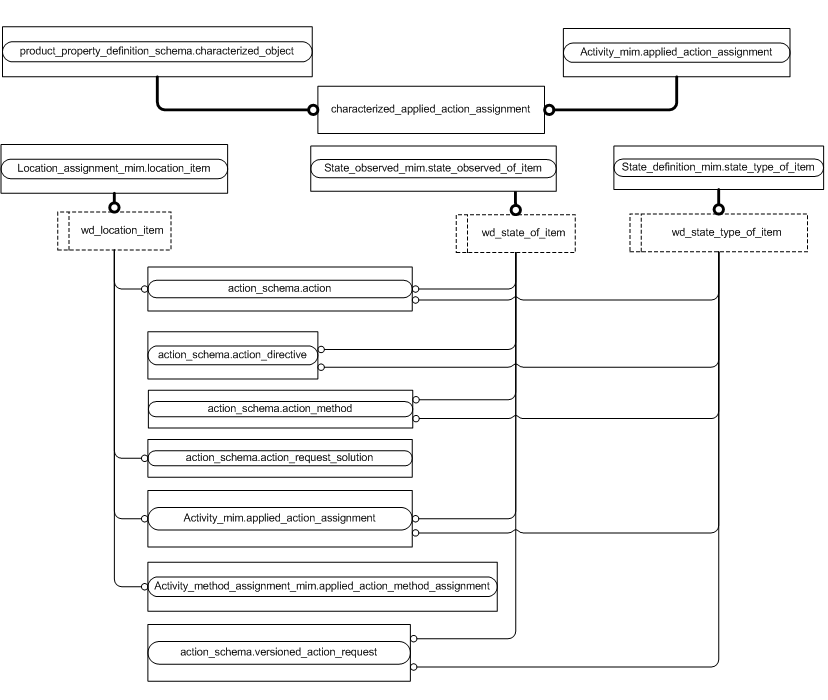 product_property_definition_schema.characterized_object
Activity_mim.applied_action_assignment
characterized_applied_action_assignment
Location_assignment_mim.location_item
State_observed_mim.state_observed_of_item
State_definition_mim.state_type_of_item
wd_location_item
wd_state_of_item
wd_state_type_of_item
action_schema.action
action_schema.action_directive
action_schema.action_method
action_schema.action_request_solution
Activity_mim.applied_action_assignment
Activity_method_assignment_mim.applied_action_method_assignment
action_schema.versioned_action_request